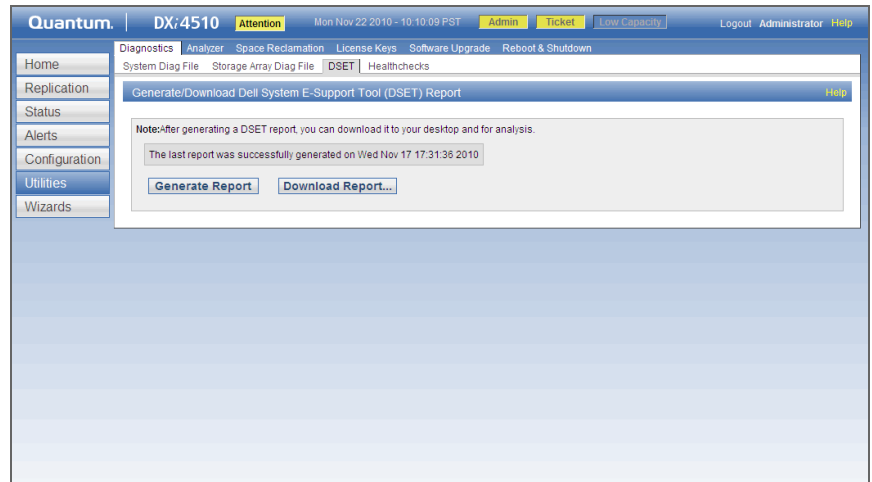 Quantum. DXi4510 Attention Mon Nov 22 2010 - 10:10:09 PST Admin Ticket Low Capacity Logout Administrator Help
Diagnostics Analyzer Space Reclamation License Keys Software Upgrade Reboot & Shutdown
System Diag File Storage Array Diag File DSET Healthchecks
Home
Replication
Status
Alerts
Configuration
Utilities
Wizards
Generate/Download Dell System E-Support Tool (DSET) Report Help
Note:After generating a DSET report, you can download it to your desktop and for analysis.
The last report was successfully generated on Wed Nov 17 17:31:36 2010
Generate Report Download Report...